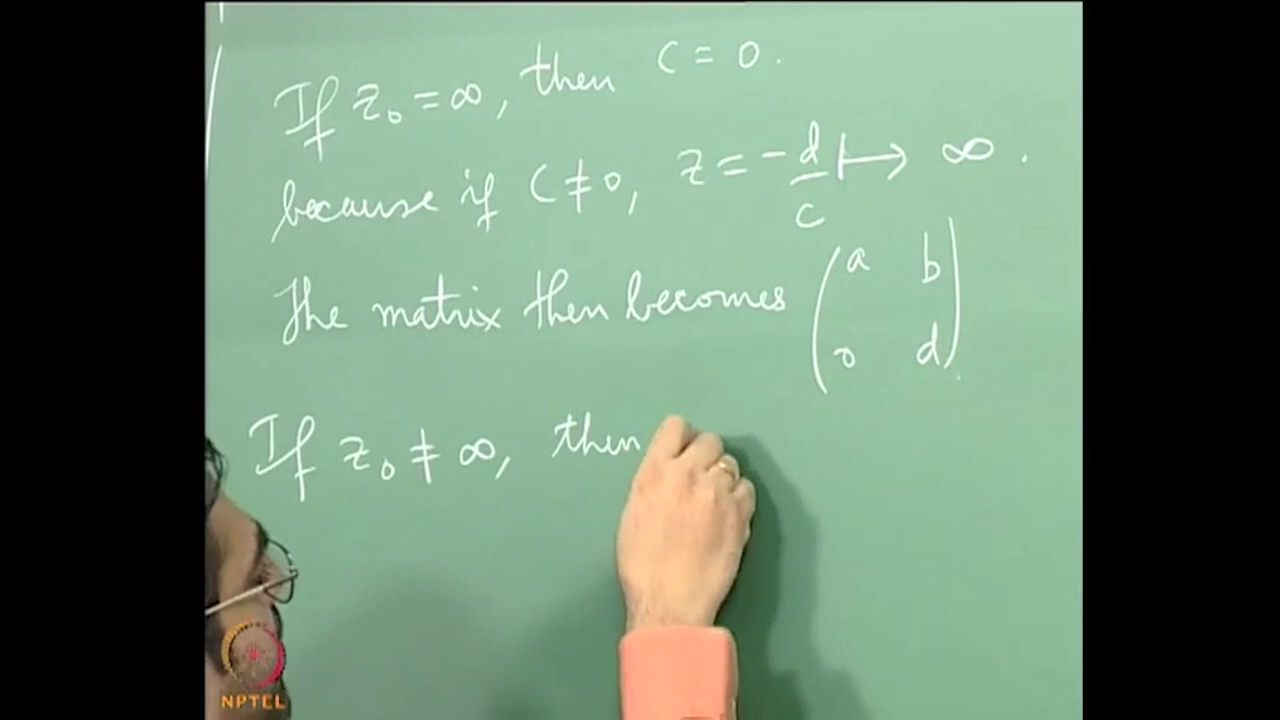 If z₀ = ∞, then c = 0.
because if c ≠ 0, z = -d/c ↦ ∞.
The matrix then becomes (a b
0 d).
If z₀ ≠ ∞, then
NPTEL